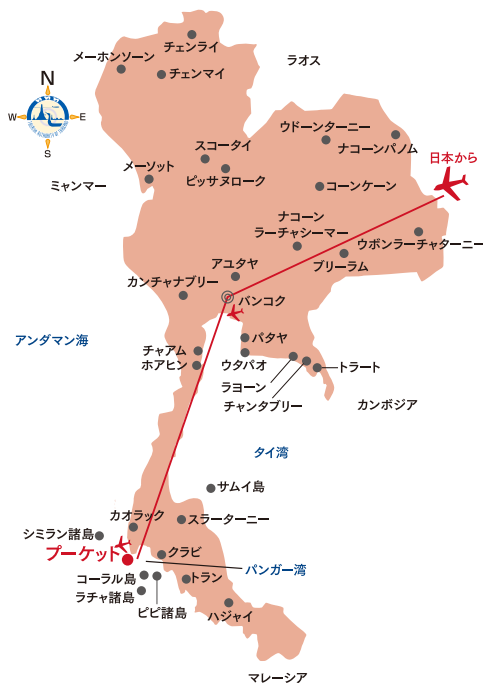 チェンライ
メーホンソーン
ラオス
チェンマイ
N
W
E
S
ウドーンターニー
ナコーンパノム
スコータイ
日本から
メーソット
ピッサヌローク
ミャンマー
コーンケーン
ナコーン
ラーチャシーマー
ウボンラーチャターニー
アユタヤ
ブリーラム
カンチャナブリー
バンコク
アンダマン海
パタヤ
チャアム
ホアヒン
ウタパオ
トラート
ラヨーン
チャンタブリー
カンボジア
タイ湾
サムイ島
カオラック
スラーターニー
シミラン諸島
プーケット
クラビ
パンガー湾
コーラル島
トラン
ラチャ諸島
ピピ諸島
ハジャイ
マレーシア